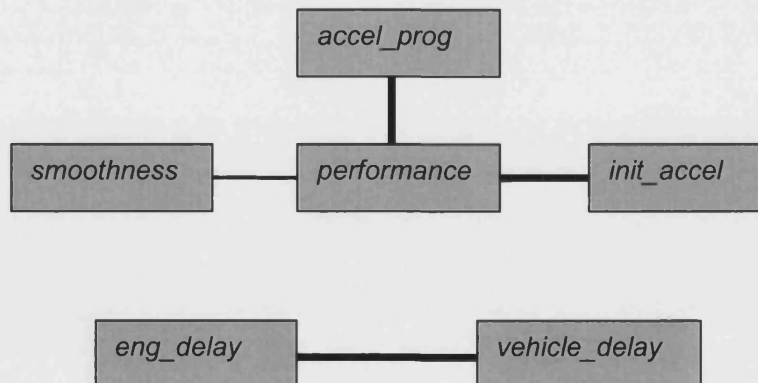 accel_prog
smoothness
performance
init_accel
eng_delay
vehicle_delay